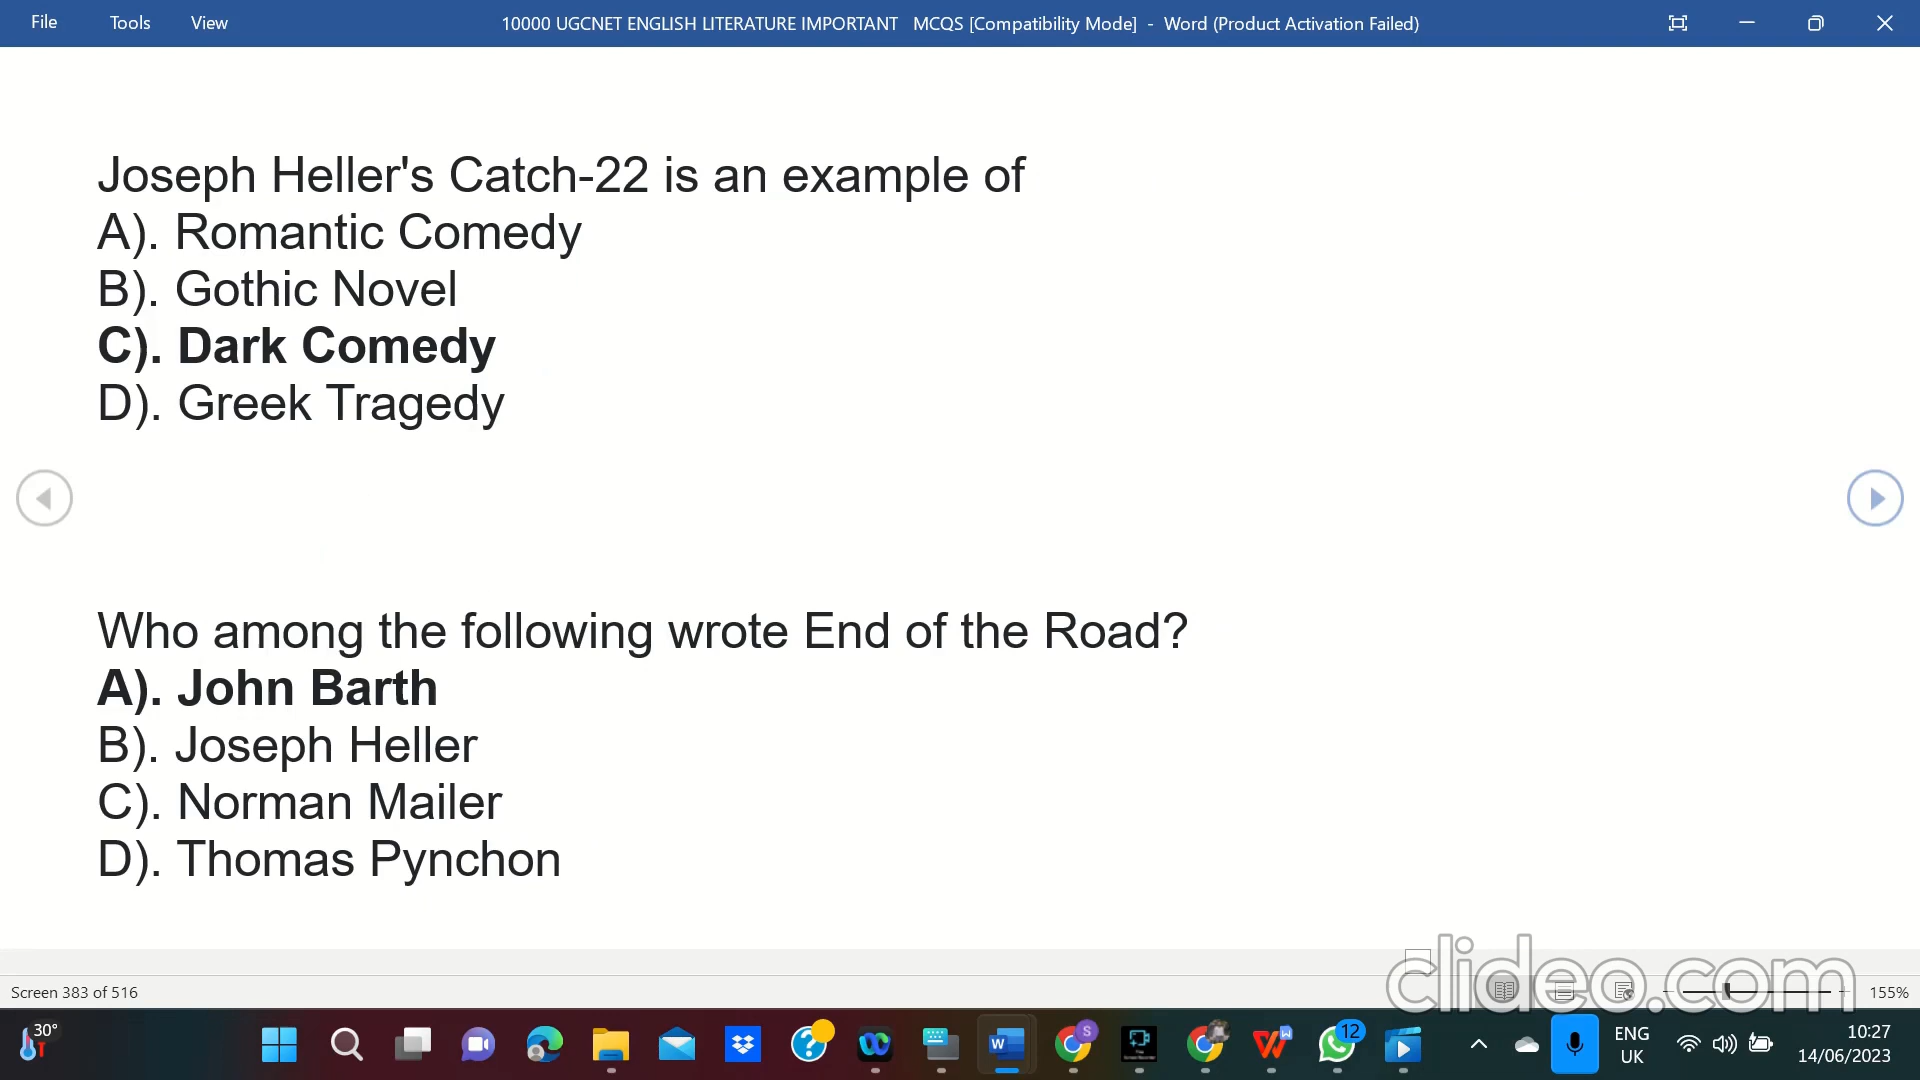 File Tools View 10000 UGCNET ENGLISH LITERATURE IMPORTANT MCQS [Compatibility Mode] - Word (Product Activation Failed)
Joseph Heller's Catch-22 is an example of
A). Romantic Comedy
B). Gothic Novel
C). Dark Comedy
D). Greek Tragedy
Who among the following wrote End of the Road?
A). John Barth
B). Joseph Heller
C). Norman Mailer
D). Thomas Pynchon
clideo.com
Screen 383 of 516 155%
30° S 12 ENG 10:27
UK 14/06/2023